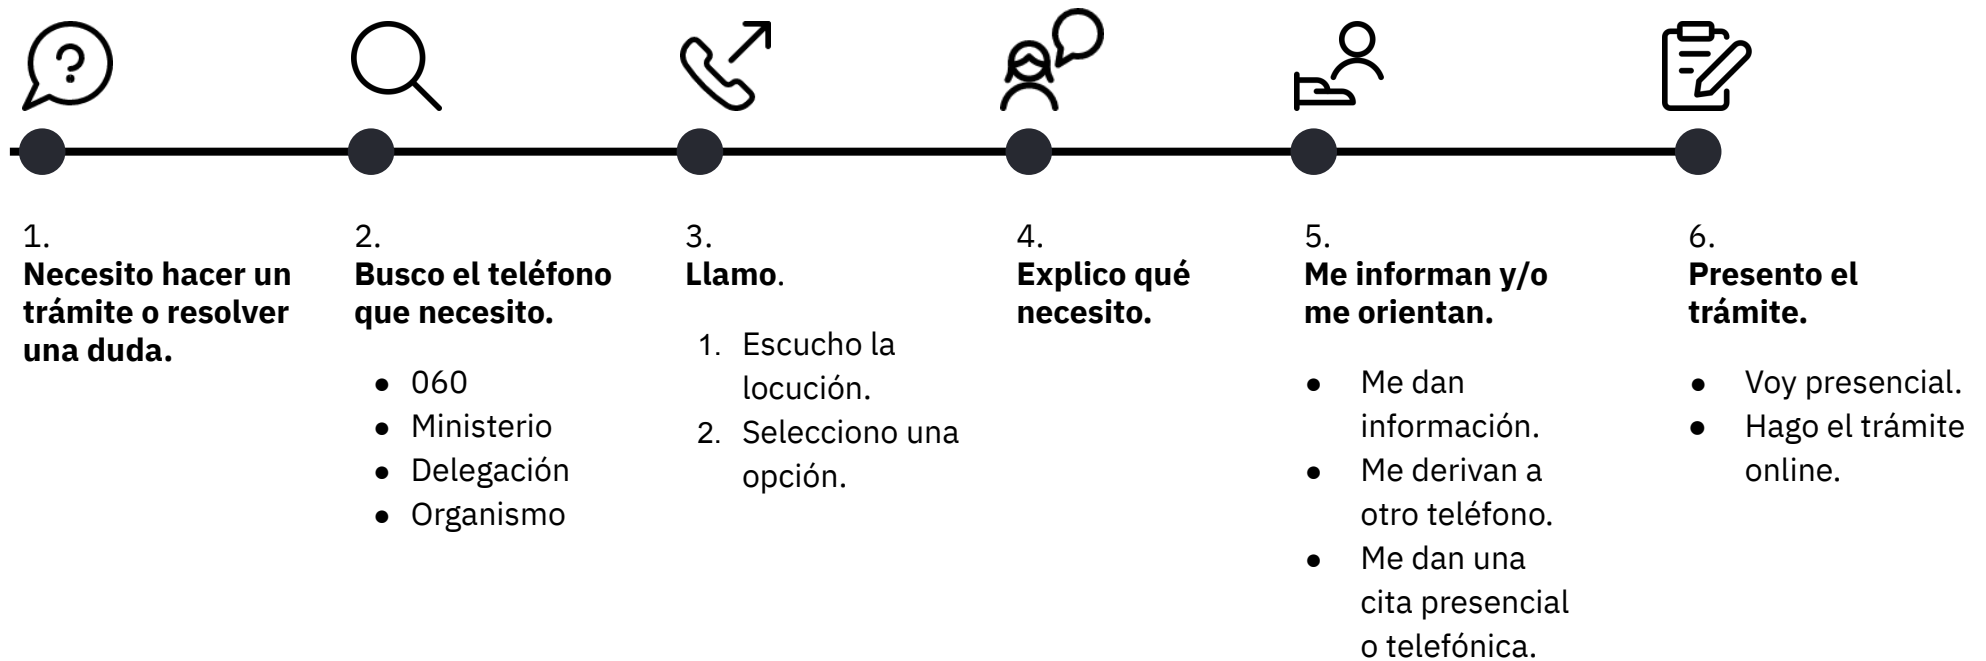 1.
Necesito hacer un
trámite o resolver
una duda.
2.
Busco el teléfono
que necesito.
● 060
● Ministerio
● Delegación
● Organismo
3.
Llamo.
1. Escucho la
locución.
2. Selecciono una
opción.
4.
Explico qué
necesito.
5.
Me informan y/o
me orientan.
● Me dan
información.
● Me derivan a
otro teléfono.
● Me dan una
cita presencial
o telefónica.
6.
Presento el
trámite.
● Voy presencial.
● Hago el trámite
online.